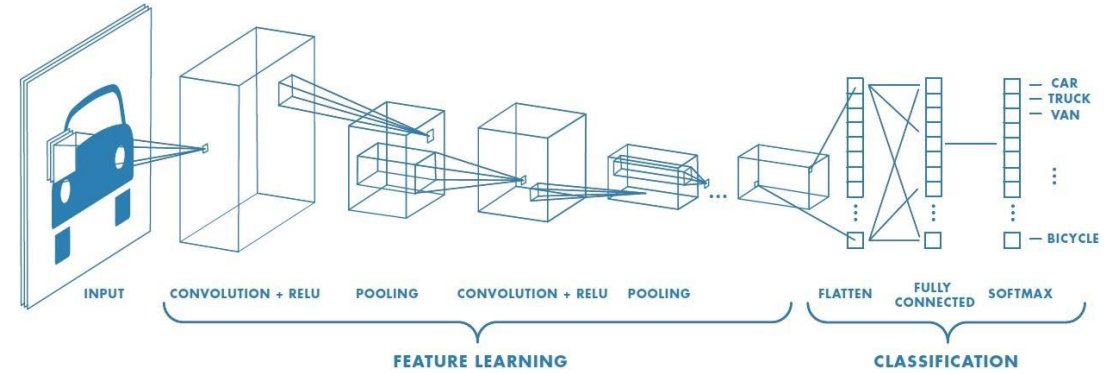 CAR
TRUCK
VAN
BICYCLE
INPUT
CONVOLUTION + RELU
POOLING
CONVOLUTION + RELU
POOLING
FLATTEN
FULLY
CONNECTED
SOFTMAX
FEATURE LEARNING
CLASSIFICATION